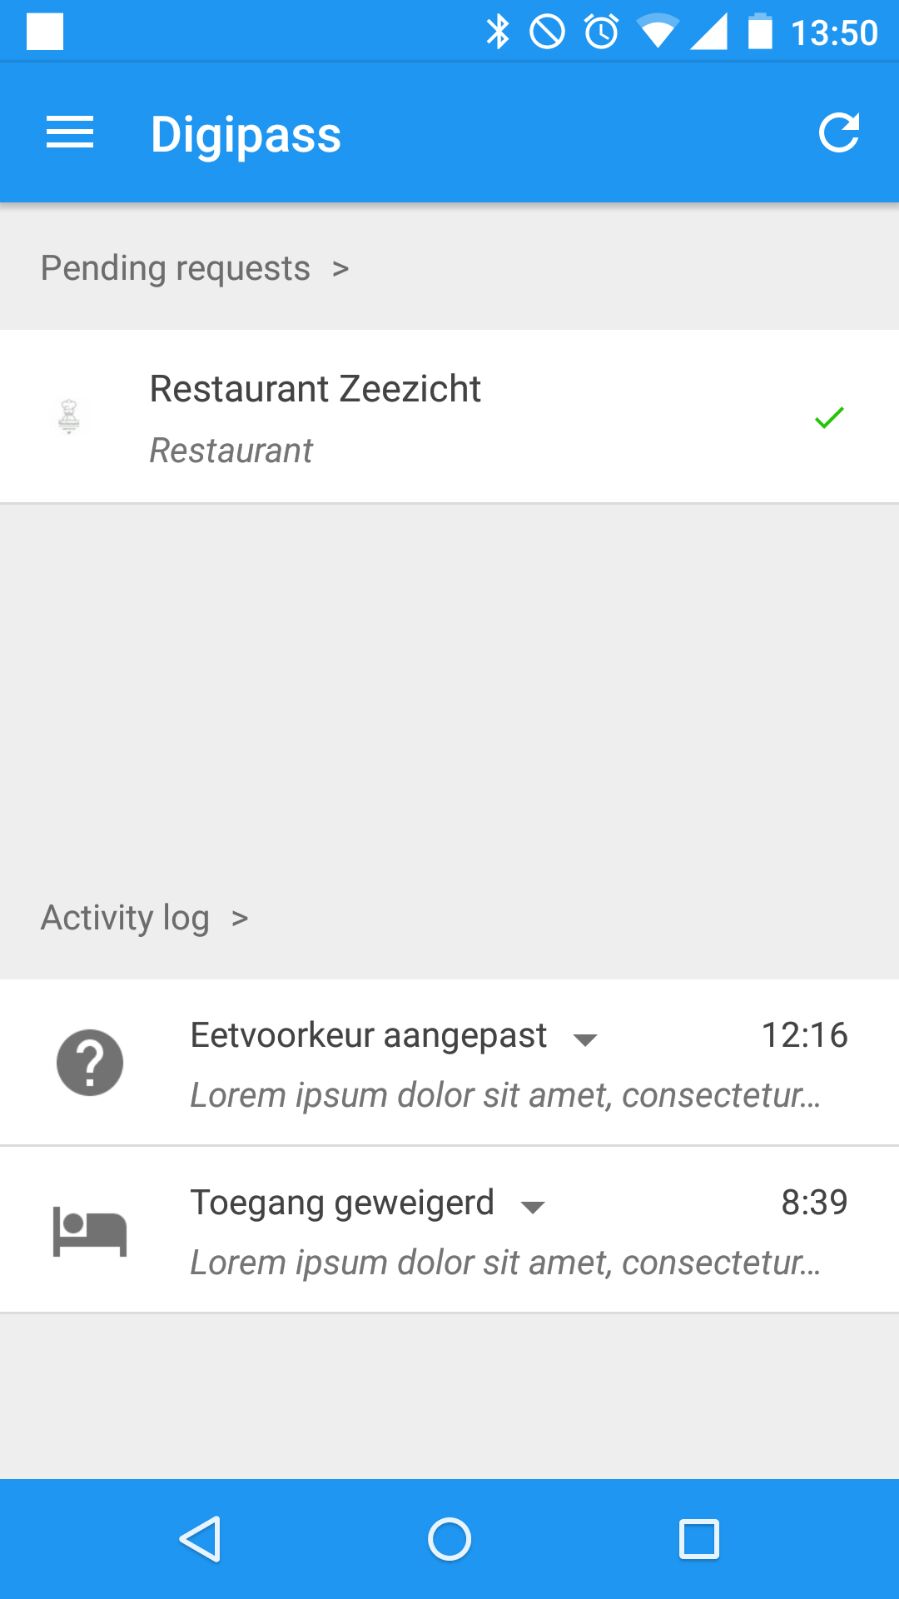 13:50
Digipass
Pending requests >
Restaurant Zeezicht
Restaurant
Activity log >
Eetvoorkeur aangepast 12:16
Lorem ipsum dolor sit amet, consectetur...
Toegang geweigerd 8:39
Lorem ipsum dolor sit amet, consectetur...